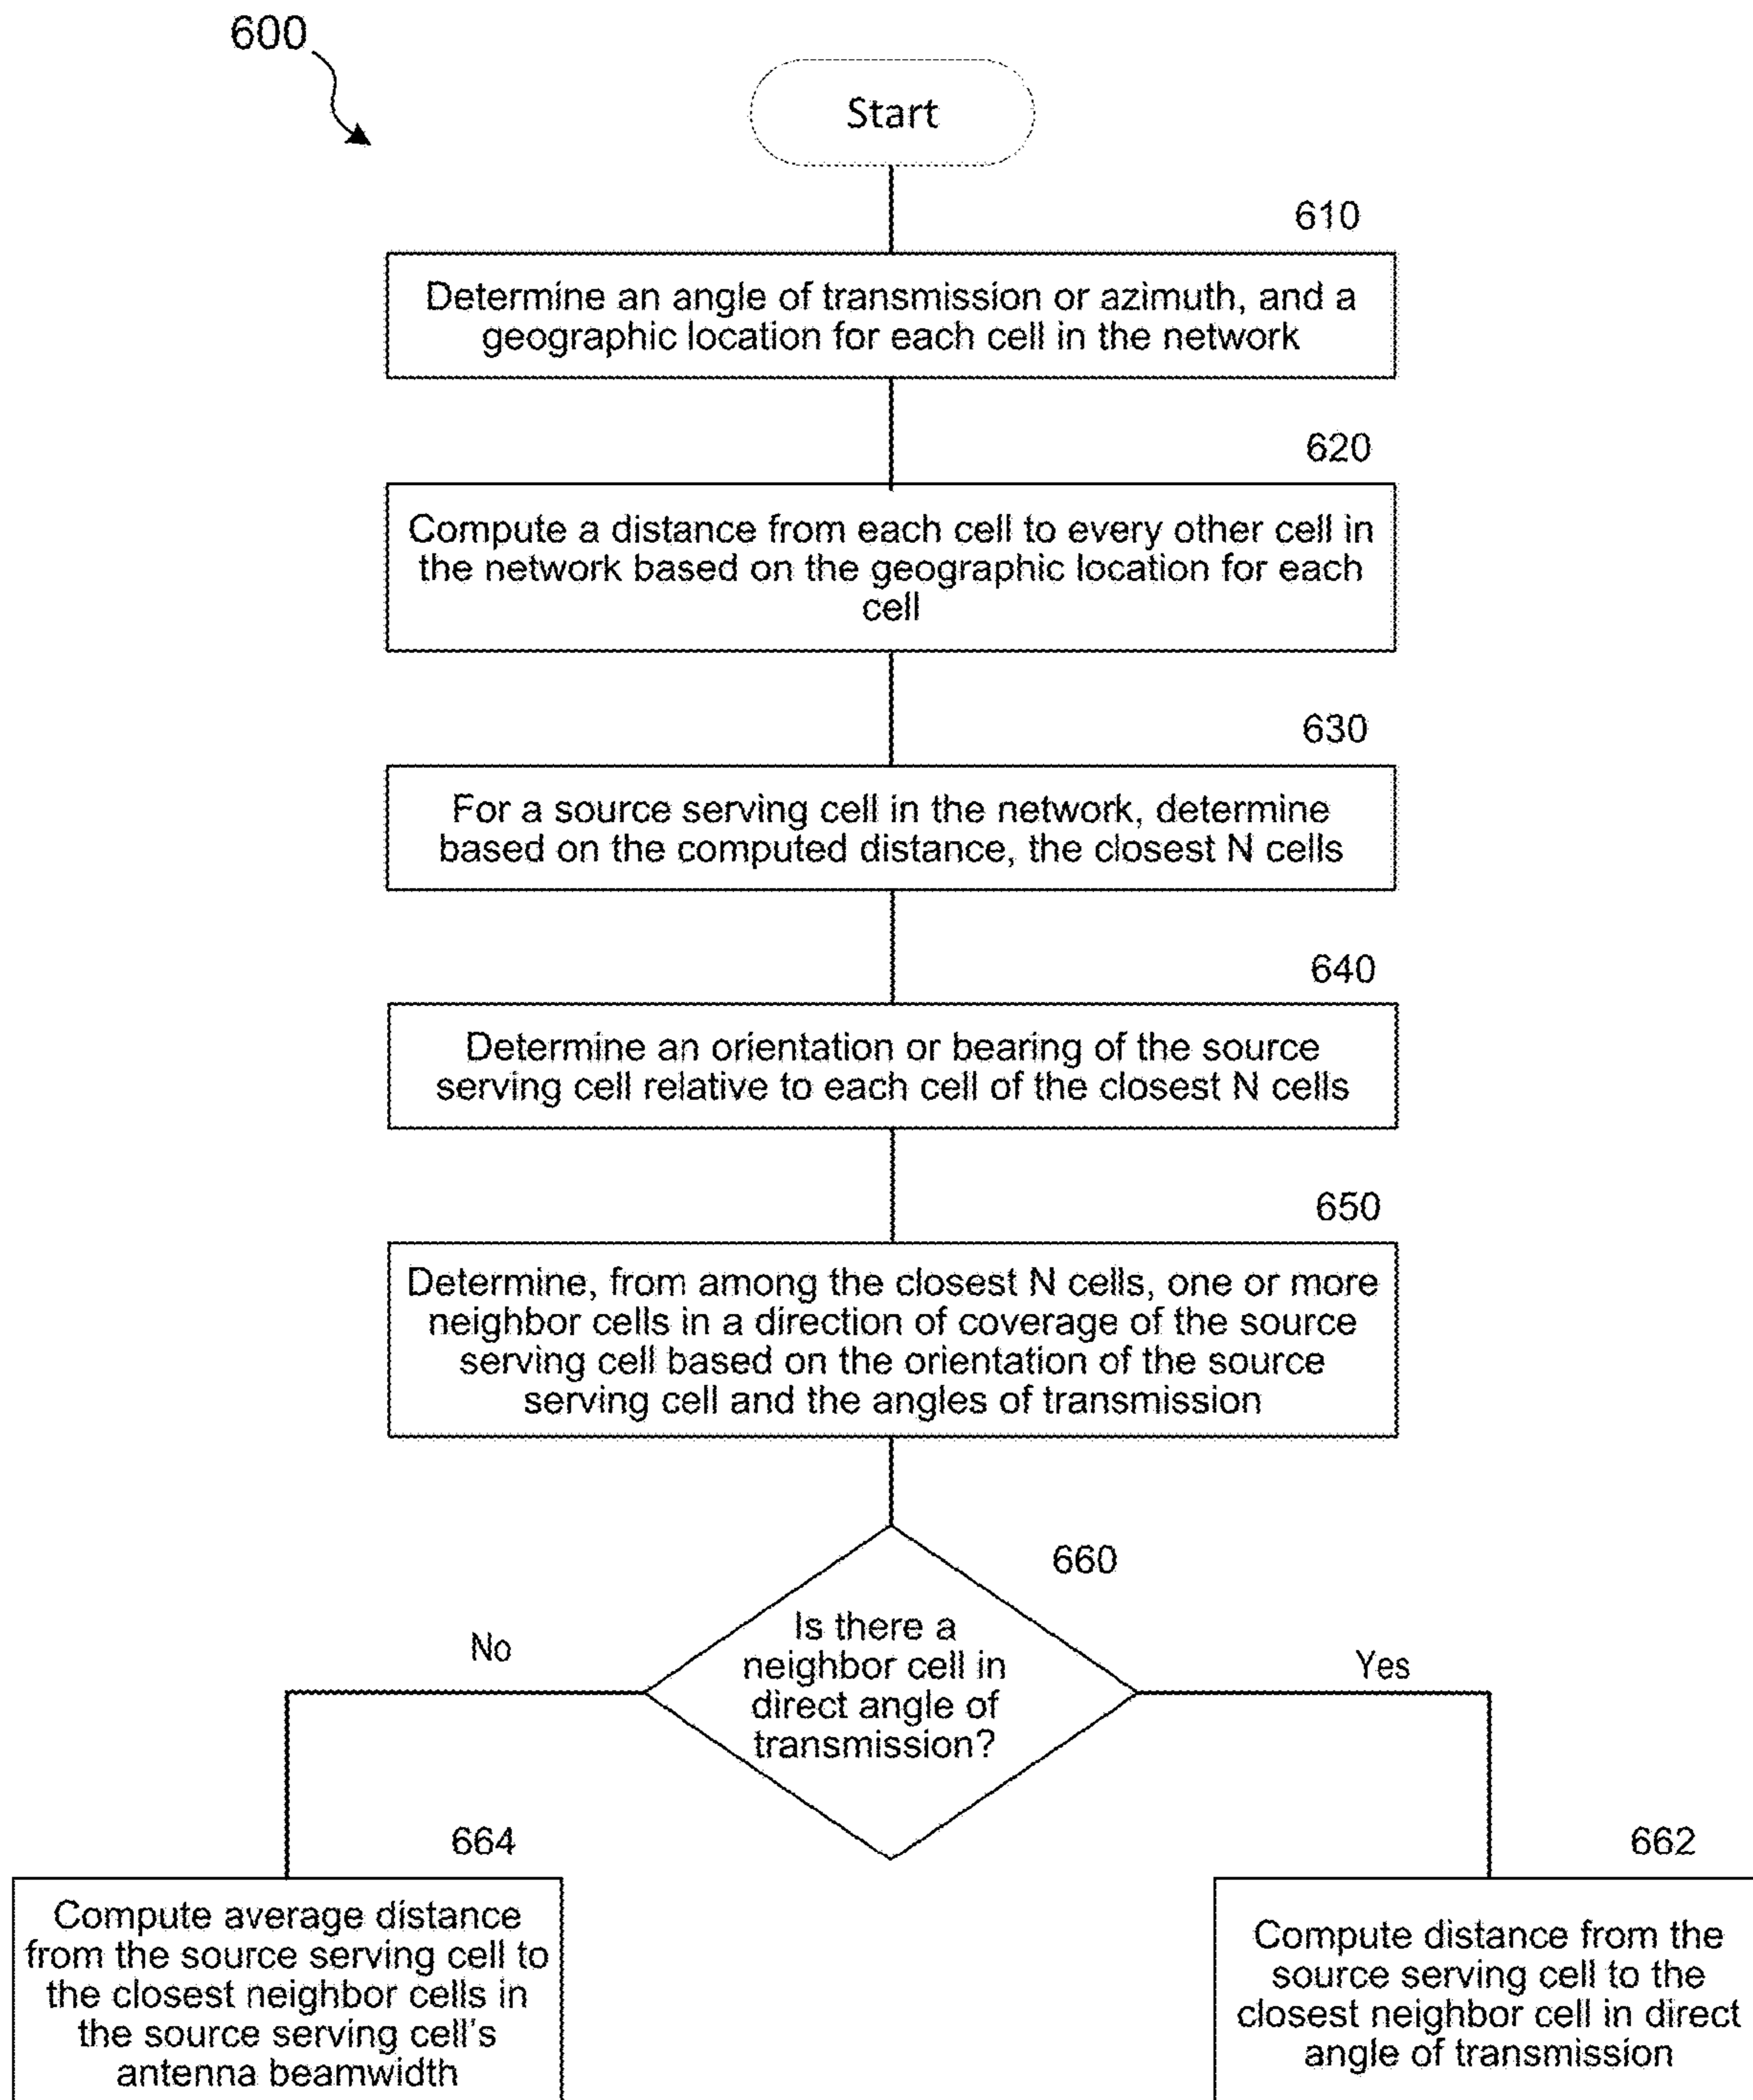 600
Start
610
Determine an angle of transmission or azimuth, and a
geographic location for each cell in the network
620
Compute a distance from each cell to every other cell in
the network based on the geographic location for each
cell
630
For a source serving cell in the network, determine
based on the computed distance, the closest N cells
640
Determine an orientation or bearing of the source
serving cell relative to each cell of the closest N cells
650
Determine, from among the closest N cells, one or more
neighbor cells in a direction of coverage of the source
serving cell based on the orientation of the source
serving cell and the angles of transmission
660
Is there a
neighbor cell in
direct angle of
transmission?
No
Yes
664
Compute average distance
from the source serving cell to
the closest neighbor cells in
the source serving cell's
antenna beamwidth
662
Compute distance from the
source serving cell to the
closest neighbor cell in direct
angle of transmission